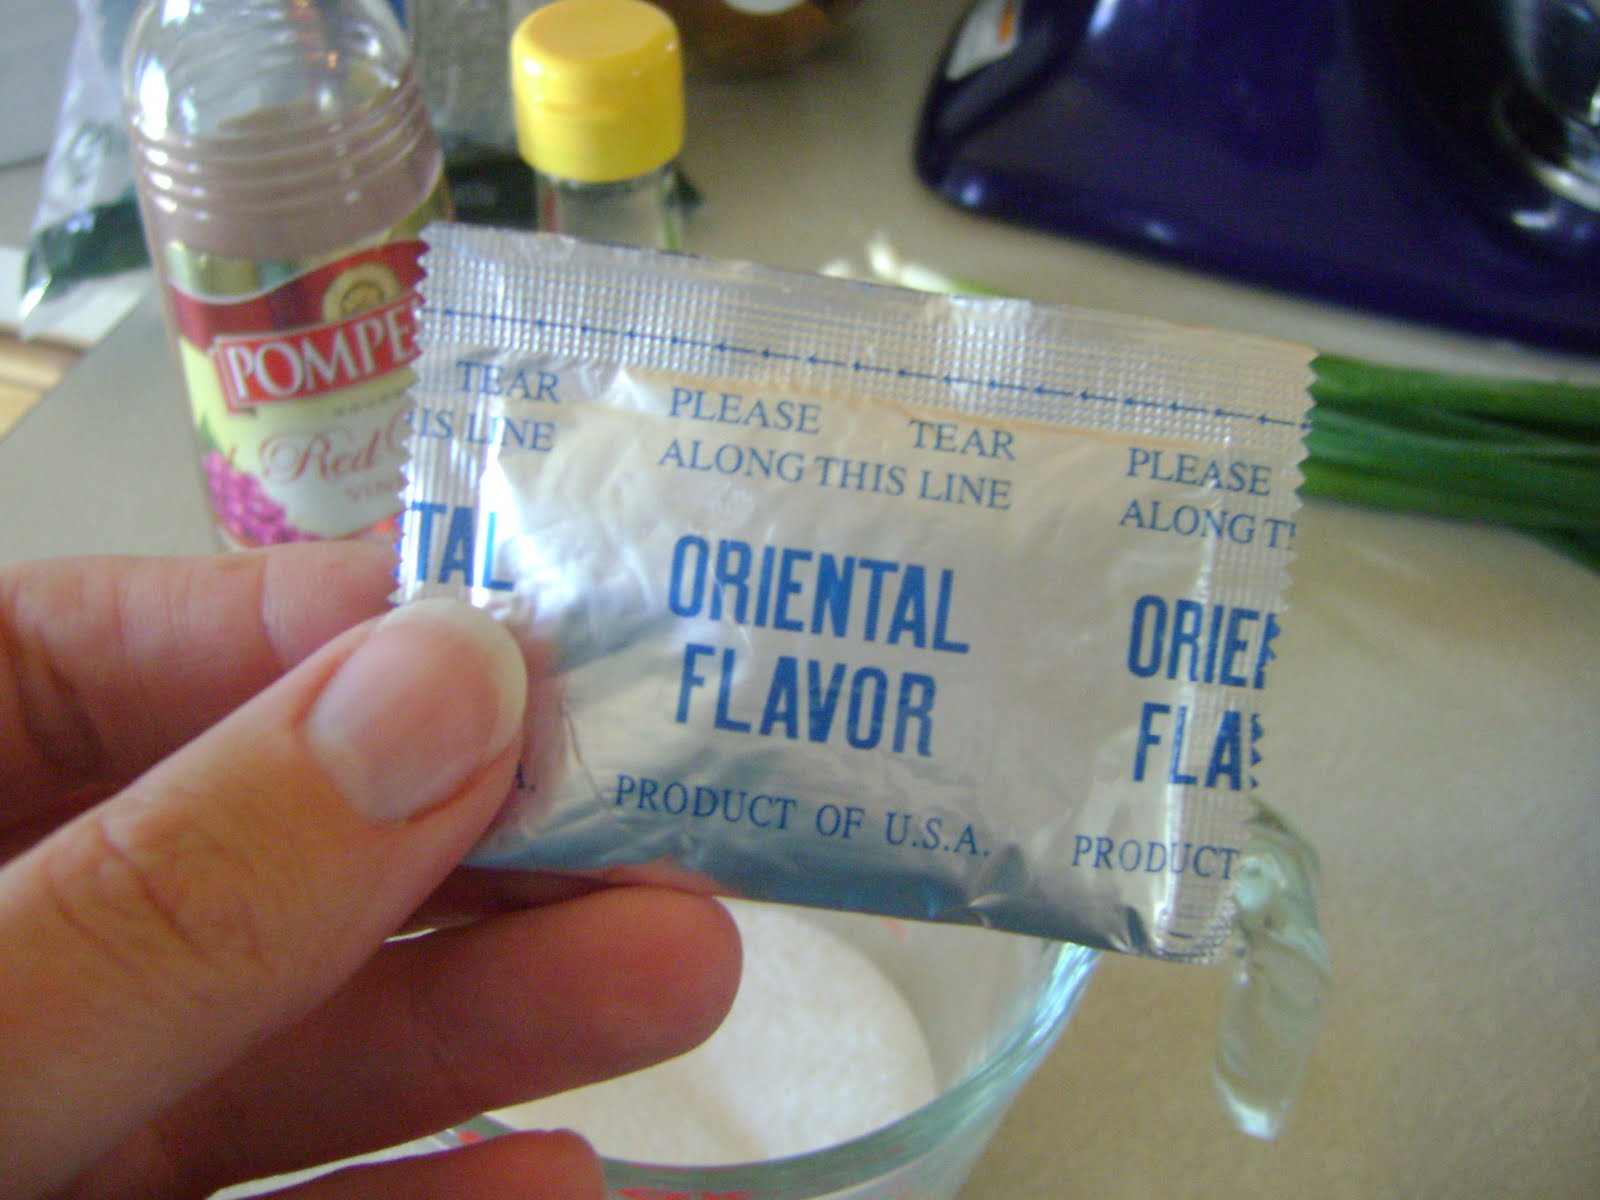 POMPE
Red
TEAR
IS LINE
PLEASE TEAR
ALONG THIS LINE
PLEASE
ALONG T
TAL
ORIENTAL
FLAVOR
ORIE
FLA
A.
PRODUCT OF U.S.A.
PRODUCT